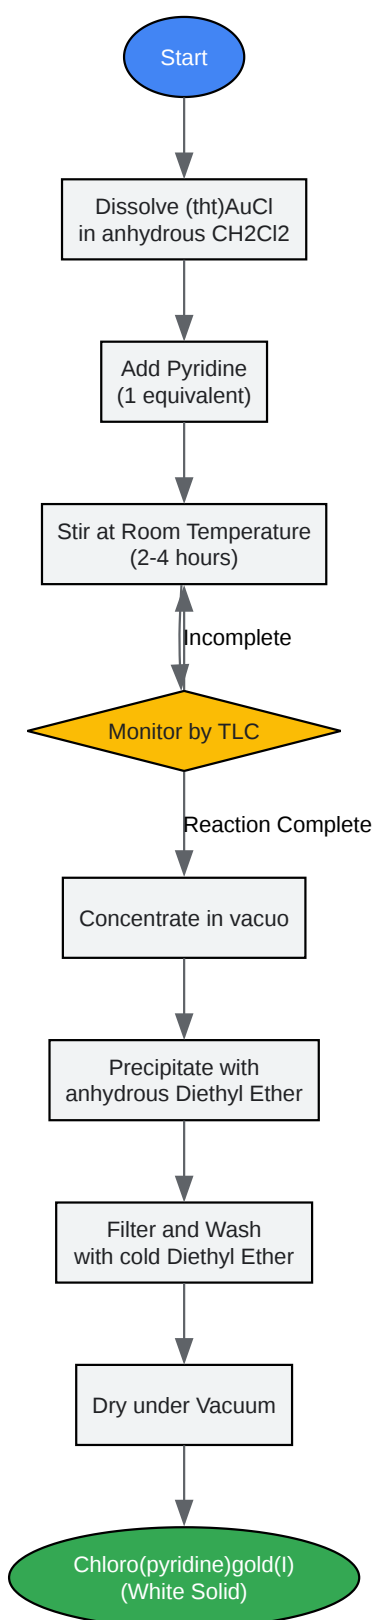 Start
Dissolve (tht)AuCl
in anhydrous CH2Cl2
Add Pyridine
(1 equivalent)
Stir at Room Temperature
(2-4 hours)
Incomplete
Monitor by TLC
Reaction Complete
Concentrate in vacuo
Precipitate with
anhydrous Diethyl Ether
Filter and Wash
with cold Diethyl Ether
Dry under Vacuum
Chloro(pyridine)gold(I)
(White Solid)